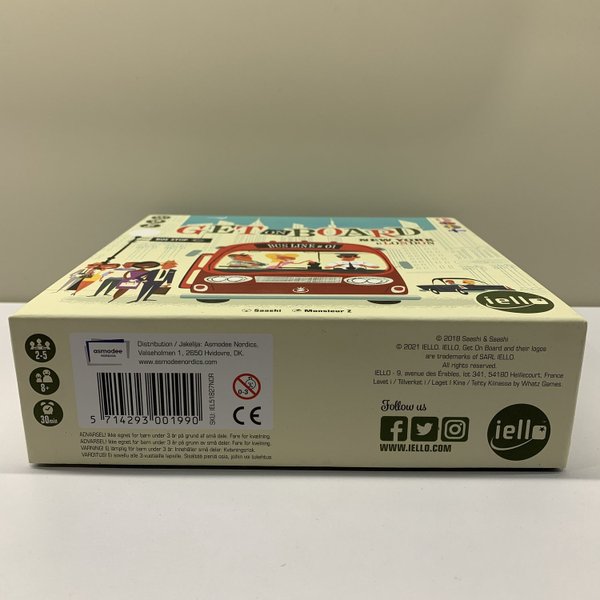 GET ON BOARD
NEW YORK
& LONDON
BUS STOP
BUS LINE # 01
Saashi
Monsieur Z
iello
2-5
8+
30min
asmodee
NORDICS
Distribution / Jakelija: Asmodee Nordics,
Valseholmen 1, 2650 Hvidovre, DK.
www.asmodeenordics.com
5 714293 001990
SKU: IEL51827NOR
0-3
CE
ADVARSEL! Ikke egnet for børn under 3 år på grund af små dele. Fare for kvælning.
ADVARSEL! Ikke egnet for barn under 3 år på grunn av små deler. Fare for kvelning.
VARNING! Ej lämplig för barn under 3 år. Innehåller små delar. Kvävningsrisk.
VAROITUS! Ei sovellu alle 3-vuotiaille lapsille. Sisältää pieniä osia, joihin voi tukehtua
© 2018 Saashi & Saashi
© 2021 IELLO. IELLO, Get On Board and their logos
are trademarks of SARL IELLO.
All rights reserved.
IELLO - 9, avenue des Érables, lot 341, 54180 Heillecourt, France
Lavet i / Tillverket i / Laget i Kina / Tehty Kiinassa by Whatz Games
Follow us
WWW.IELLO.COM
iello